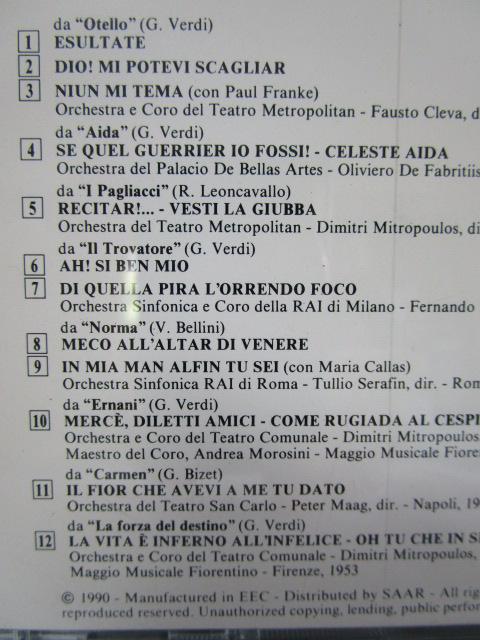 da "Otello" (G. Verdi)
1 ESULTATE
2 DIO! MI POTEVI SCAGLIAR
3 NIUN MI TEMA (con Paul Franke)
Orchestra e Coro del Teatro Metropolitan - Fausto Cleva, d
da "Aida" (G. Verdi)
4 SE QUEL GUERRIER IO FOSSI! - CELESTE AIDA
Orchestra del Palacio De Bellas Artes - Oliviero De Fabritiis
da "I Pagliacci" (R. Leoncavallo)
5 RECITAR!... - VESTI LA GIUBBA
Orchestra del Teatro Metropolitan - Dimitri Mitropoulos, di
da "Il Trovatore" (G. Verdi)
6 AH! SI BEN MIO
7 DI QUELLA PIRA L'ORRENDO FOCO
Orchestra Sinfonica e Coro della RAI di Milano - Fernando
da "Norma" (V. Bellini)
8 MECO ALL'ALTAR DI VENERE
9 IN MIA MAN ALFIN TU SEI (con Maria Callas)
Orchestra Sinfonica RAI di Roma - Tullio Serafin, dir. - Rom
da "Ernani" (G. Verdi)
10 MERCÈ, DILETTI AMICI - COME RUGIADA AL CESPI
Orchestra e Coro del Teatro Comunale - Dimitri Mitropoulos
Maestro del Coro, Andrea Morosini - Maggio Musicale Fioren
da "Carmen" (G. Bizet)
11 IL FIOR CHE AVEVI A ME TU DATO
Orchestra del Teatro San Carlo - Peter Maag, dir. - Napoli, 19
da "La forza del destino" (G. Verdi)
12 LA VITA È INFERNO ALL'INFELICE - OH TU CHE IN S
Orchestra e Coro del Teatro Comunale - Dimitri Mitropoulos,
Maggio Musicale Fiorentino - Firenze, 1953
© 1990 - Manufactured in EEC - Distributed by SAAR - All rig
reproduced reserved. Unauthorized copying, lending, public perfor